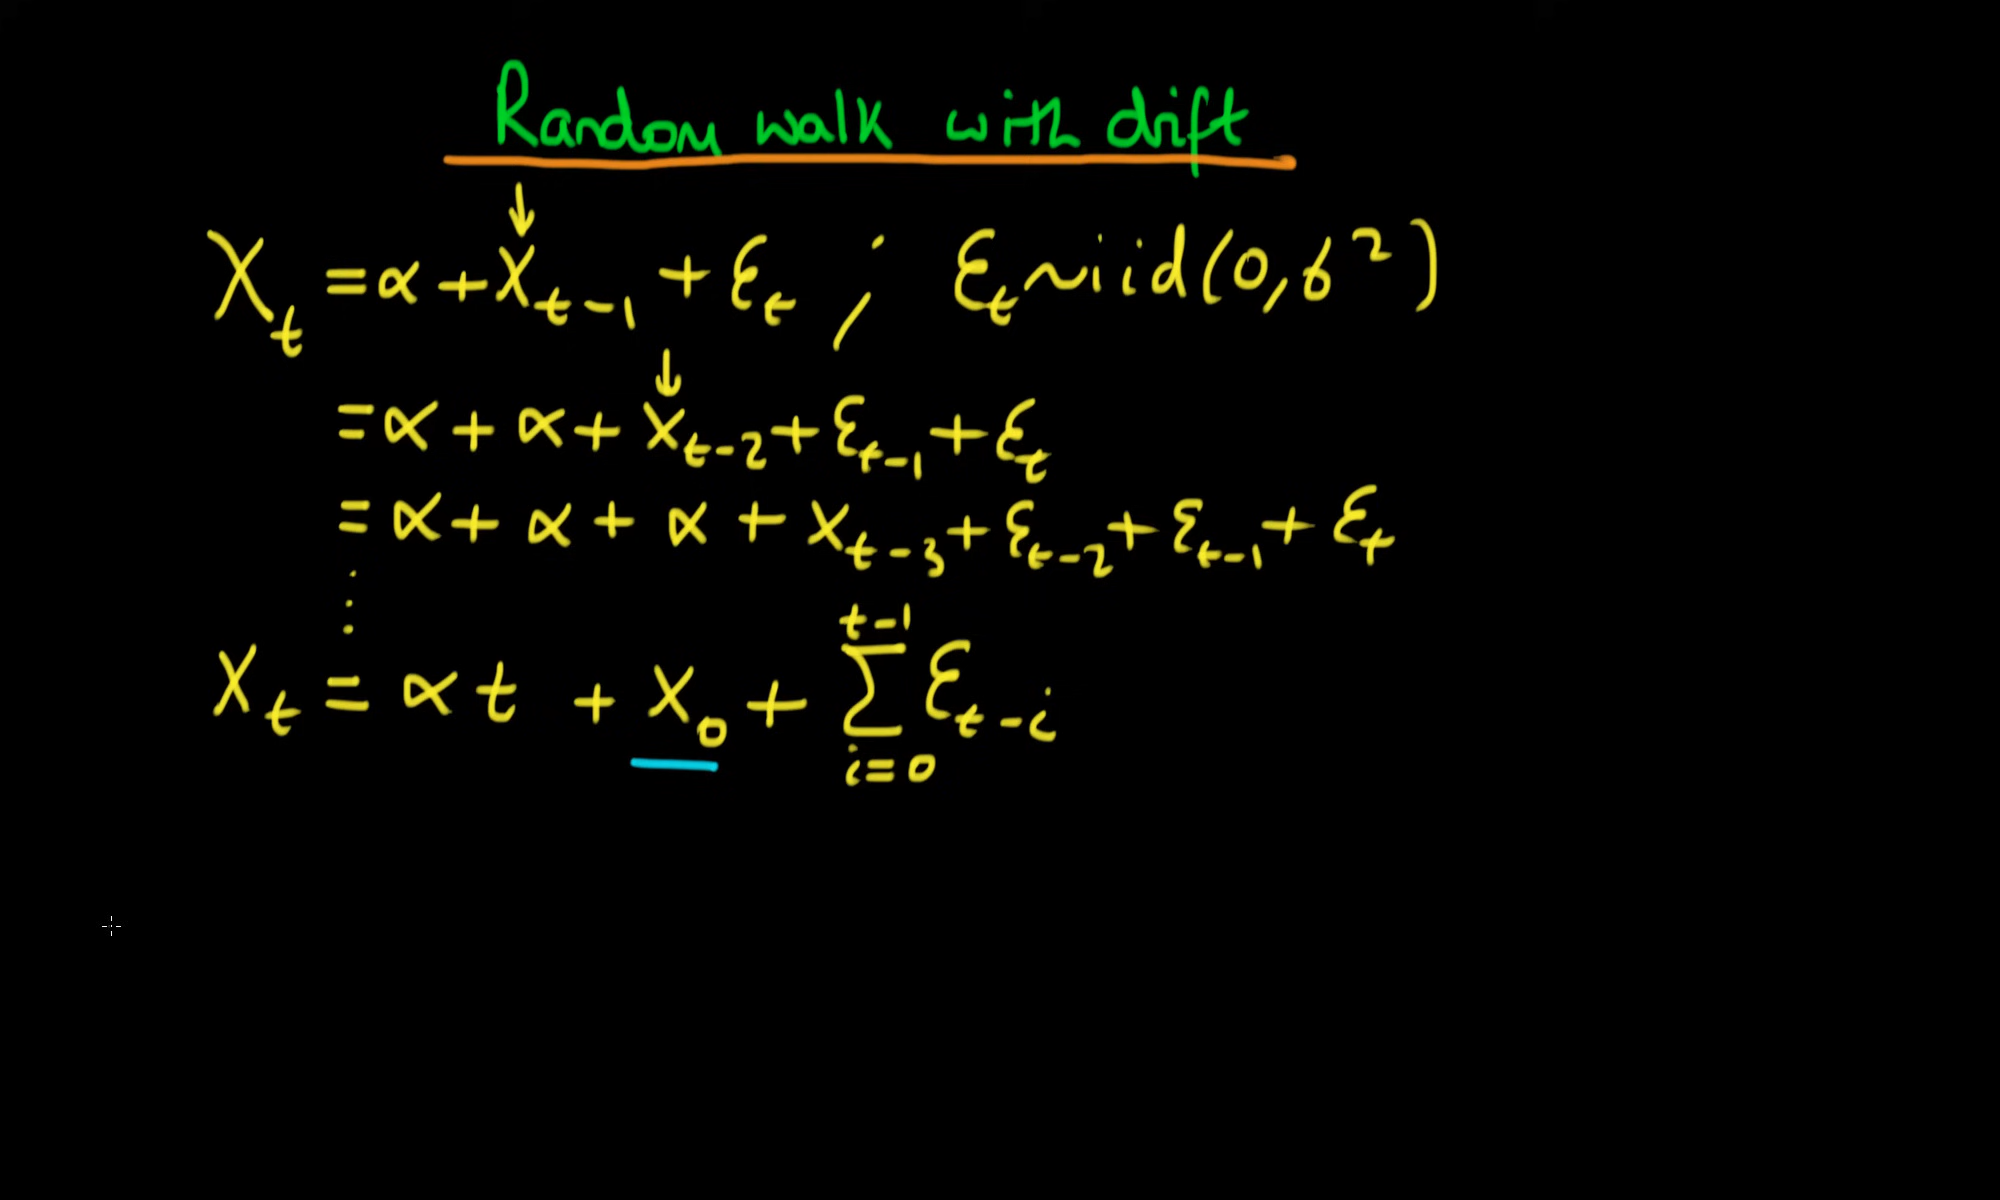 Random walk with drift
X_t = α + X_{t-1} + ε_t ; ε_t ~ iid(0, σ²)
= α + α + X_{t-2} + ε_{t-1} + ε_t
= α + α + α + X_{t-3} + ε_{t-2} + ε_{t-1} + ε_t
⋮
X_t = αt + X_0 + ∑_{i=0}^{t-1} ε_{t-i}